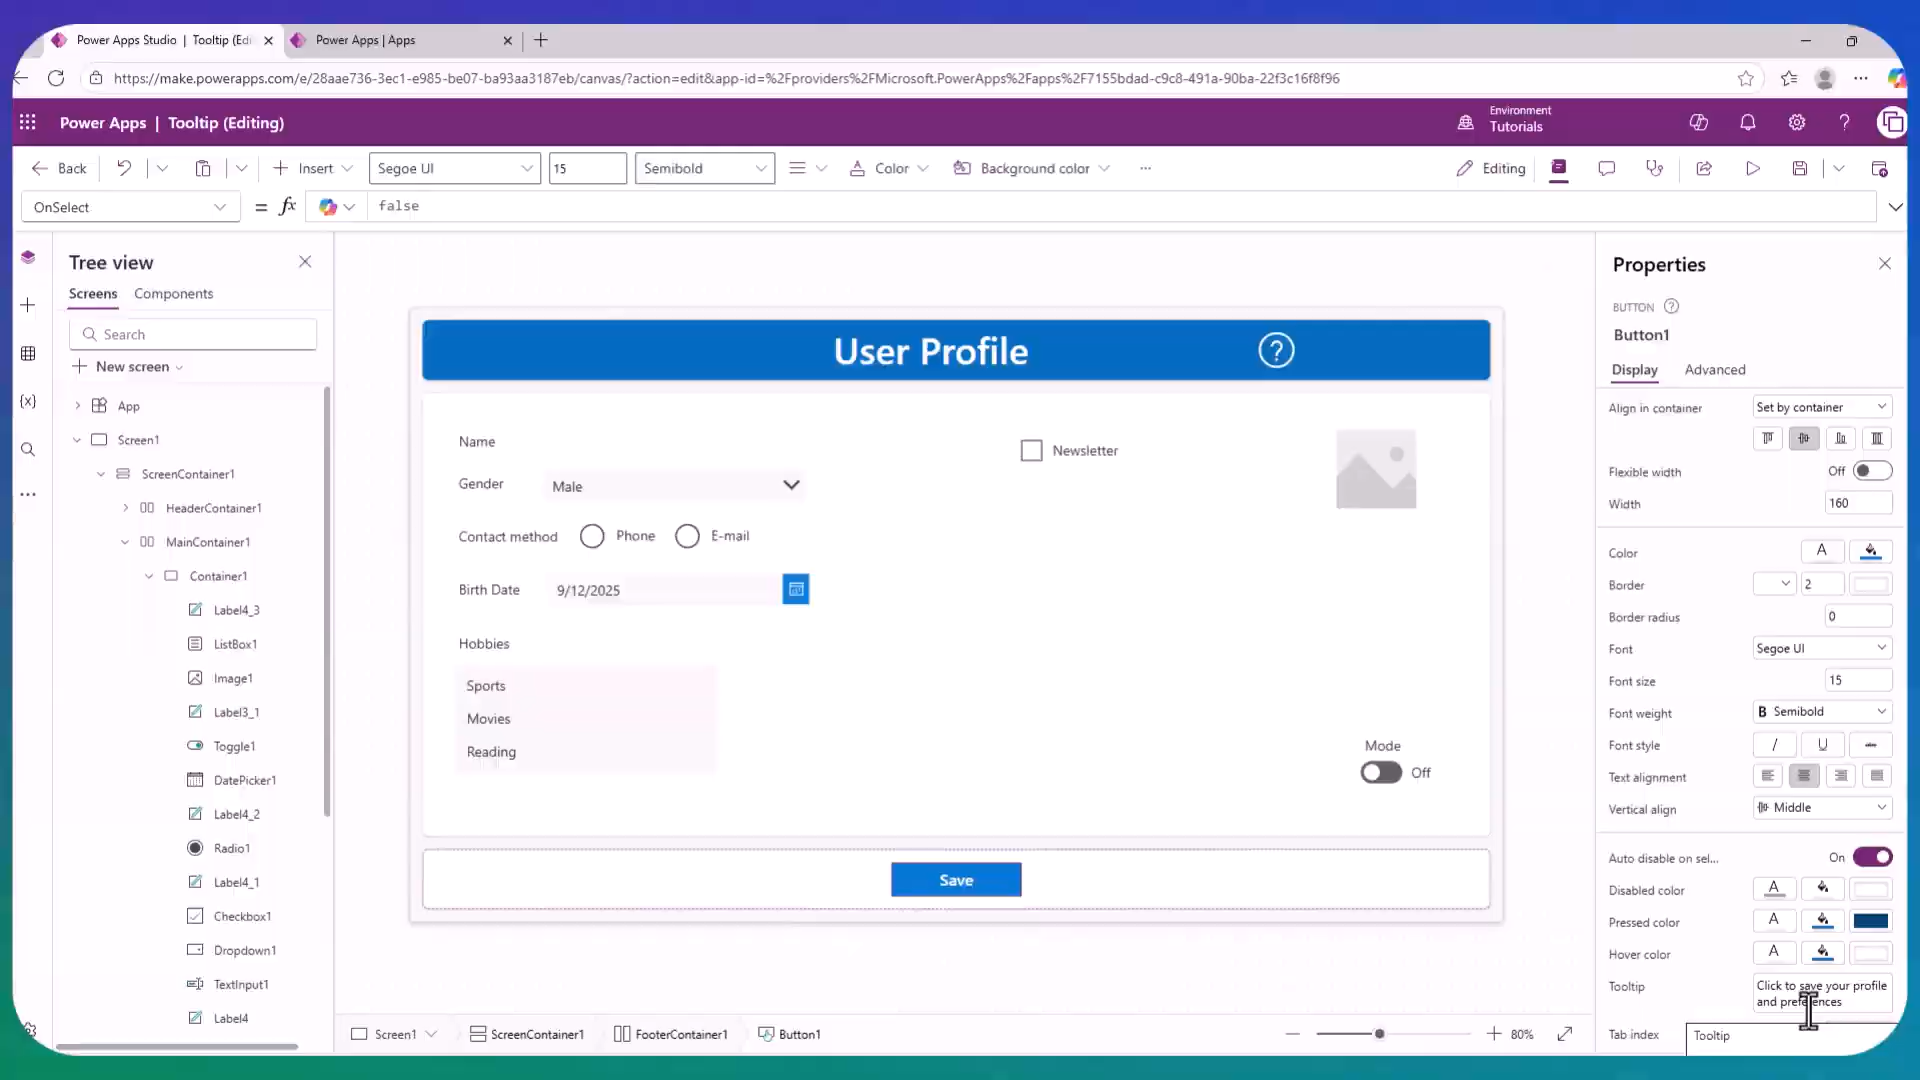 Power Apps Studio | Tooltip (Edi
Power Apps | Apps
https://make.powerapps.com/e/28aae736-3ec1-e985-be07-ba93aa3187eb/canvas/?action=edit&app-id=%2Fproviders%2FMicrosoft.PowerApps%2Fapps%2F7155bdad-c9c8-491a-90ba-22f3c16f8f96
Power Apps | Tooltip (Editing)
Environment
Tutorials
Back
Insert
Segoe UI
15
Semibold
Color
Background color
Editing
OnSelect
= fx
false
Tree view
Screens
Components
Search
New screen
App
Screen1
ScreenContainer1
HeaderContainer1
MainContainer1
Container1
Label4_3
ListBox1
Image1
Label3_1
Toggle1
DatePicker1
Label4_2
Radio1
Label4_1
Checkbox1
Dropdown1
TextInput1
Label4
User Profile
Name
Newsletter
Gender
Male
Contact method
Phone
E-mail
Birth Date
9/12/2025
Hobbies
Sports
Movies
Reading
Mode
Off
Save
Screen1
ScreenContainer1
FooterContainer1
Button1
80%
Properties
BUTTON
Button1
Display
Advanced
Align in container
Set by container
Flexible width
Off
Width
160
Color
Border
2
Border radius
0
Font
Segoe UI
Font size
15
Font weight
B Semibold
Font style
Text alignment
Vertical align
Middle
Auto disable on sel...
On
Disabled color
Pressed color
Hover color
Tooltip
Click to save your profile
and preferences
Tab index
Tooltip